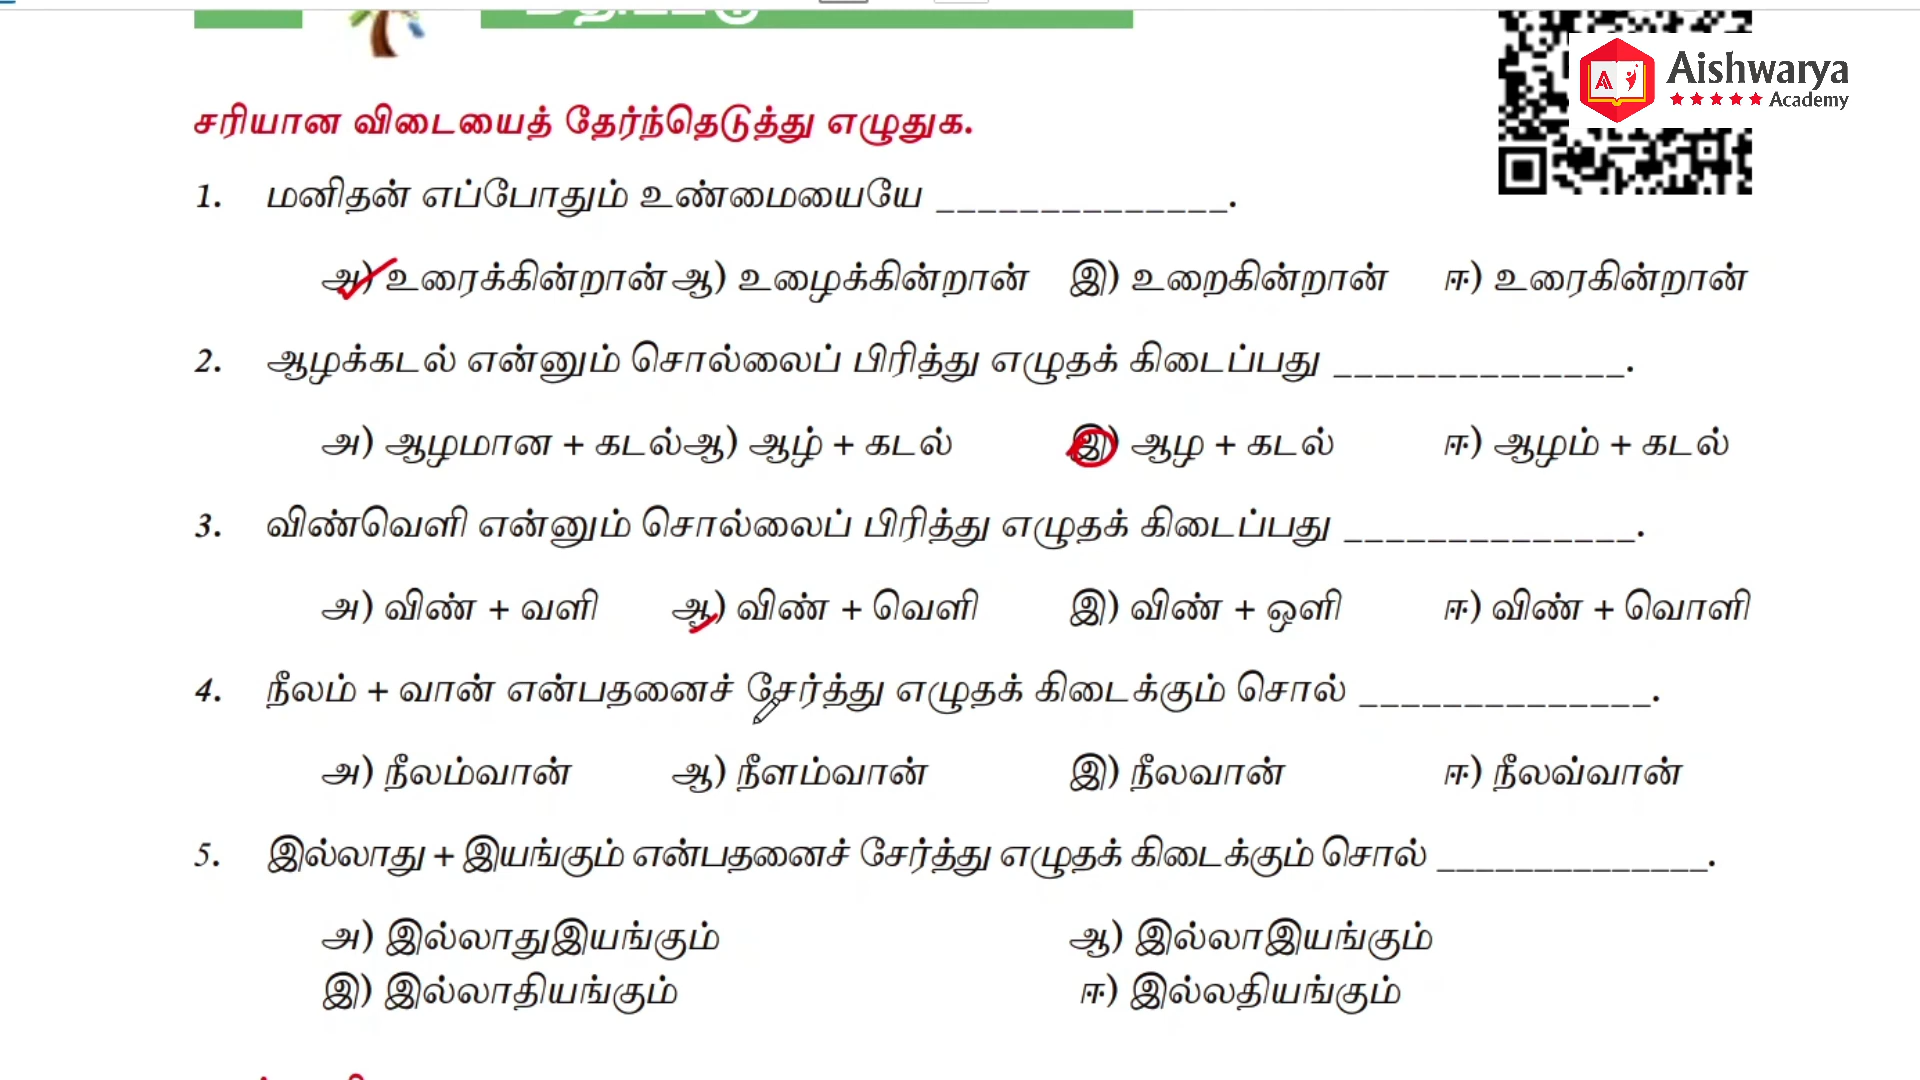 Aishwarya
Academy
சரியான விடையைத் தேர்ந்தெடுத்து எழுதுக.
1. மனிதன் எப்போதும் உண்மையையே ______________.
அ) உரைக்கின்றான் ஆ) உழைக்கின்றான் இ) உறைகின்றான் ஈ) உரைகின்றான்
2. ஆழக்கடல் என்னும் சொல்லைப் பிரித்து எழுதக் கிடைப்பது ______________.
அ) ஆழமான + கடல் ஆ) ஆழ் + கடல் இ) ஆழ + கடல் ஈ) ஆழம் + கடல்
3. விண்வெளி என்னும் சொல்லைப் பிரித்து எழுதக் கிடைப்பது ______________.
அ) விண் + வளி ஆ) விண் + வெளி இ) விண் + ஒளி ஈ) விண் + வொளி
4. நீலம் + வான் என்பதனைச் சேர்த்து எழுதக் கிடைக்கும் சொல் ______________.
அ) நீலம்வான் ஆ) நீளம்வான் இ) நீலவான் ஈ) நீலவ்வான்
5. இல்லாது + இயங்கும் என்பதனைச் சேர்த்து எழுதக் கிடைக்கும் சொல் _____________.
அ) இல்லாதுஇயங்கும் ஆ) இல்லாஇயங்கும்
இ) இல்லாதியங்கும் ஈ) இல்லதியங்கும்